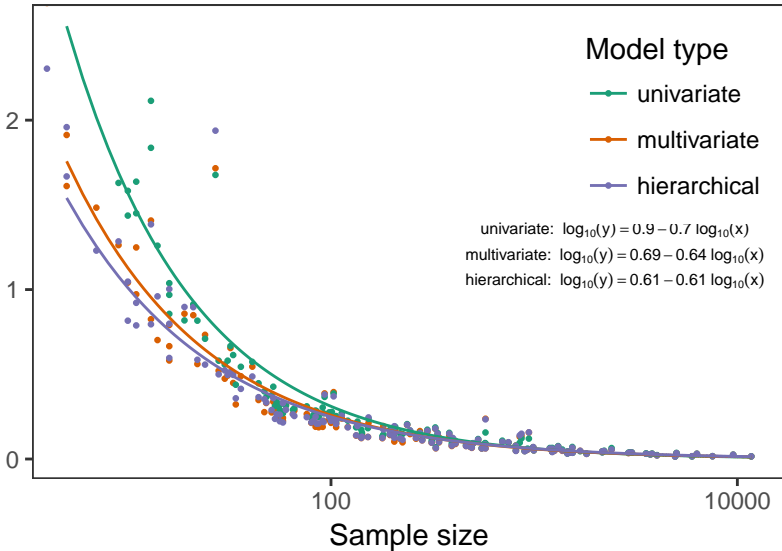 2
1
0
100
10000
Sample size
Model type
univariate
multivariate
hierarchical
univariate: log₁₀(y) = 0.9 − 0.7 log₁₀(x)
multivariate: log₁₀(y) = 0.69 − 0.64 log₁₀(x)
hierarchical: log₁₀(y) = 0.61 − 0.61 log₁₀(x)